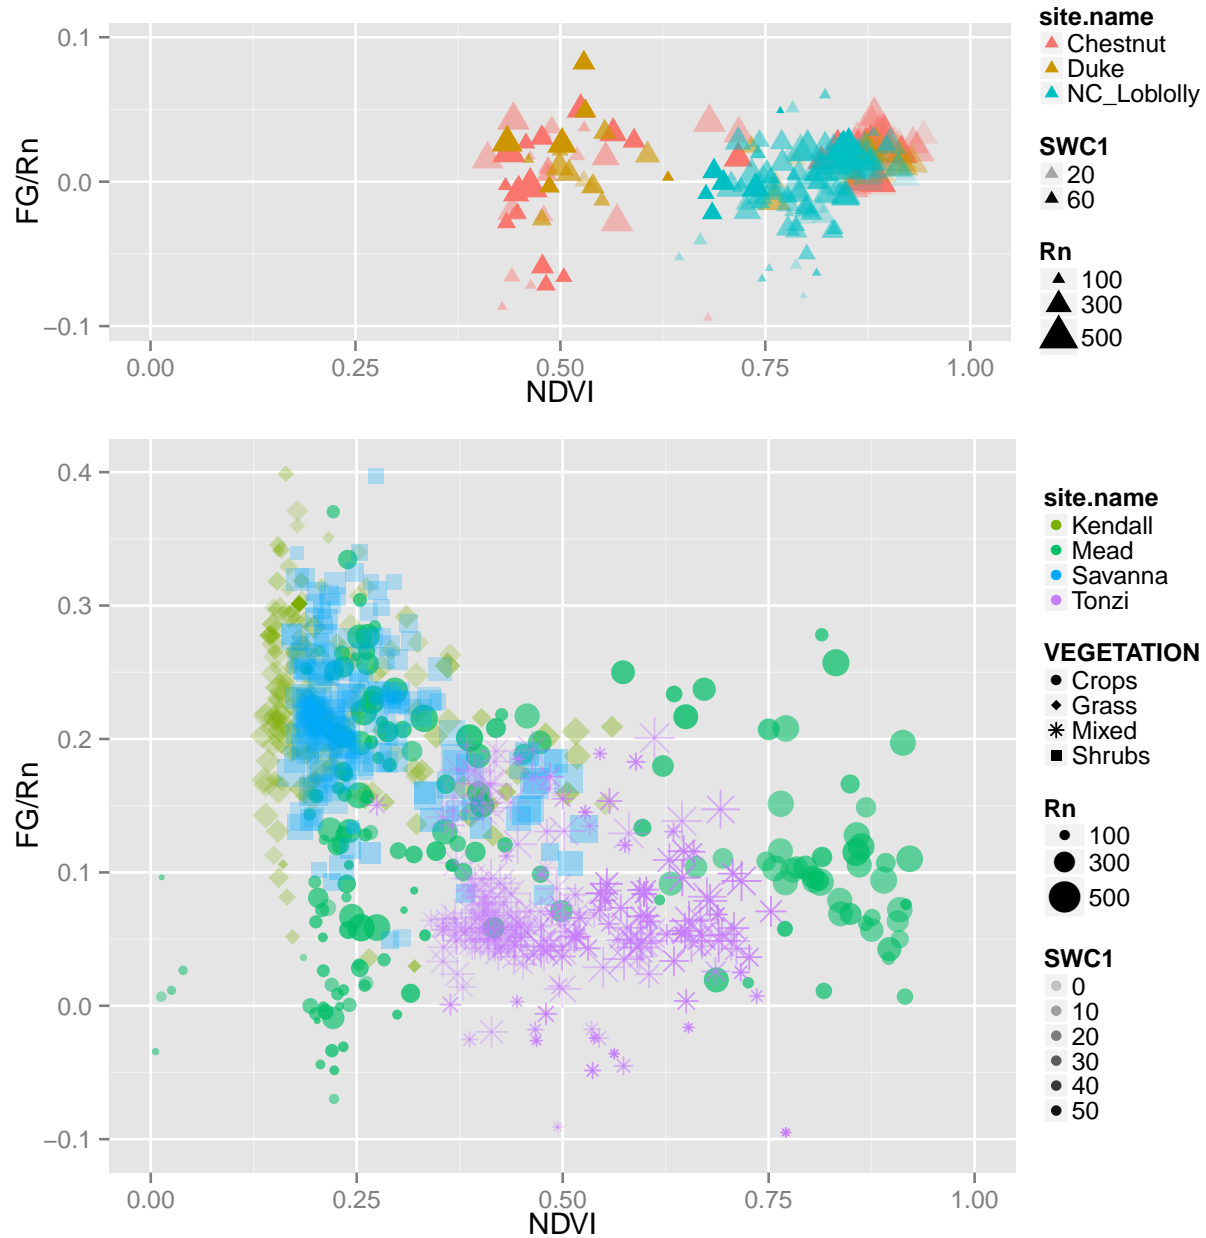 0.1
0.0
−0.1
FG/Rn
0.00
0.25
0.50
0.75
1.00
NDVI
site.name
Chestnut
Duke
NC_Loblolly
SWC1
20
60
Rn
100
300
500
0.4
0.3
0.2
0.1
0.0
−0.1
FG/Rn
0.00
0.25
0.50
0.75
1.00
NDVI
site.name
Kendall
Mead
Savanna
Tonzi
VEGETATION
Crops
Grass
Mixed
Shrubs
Rn
100
300
500
SWC1
0
10
20
30
40
50